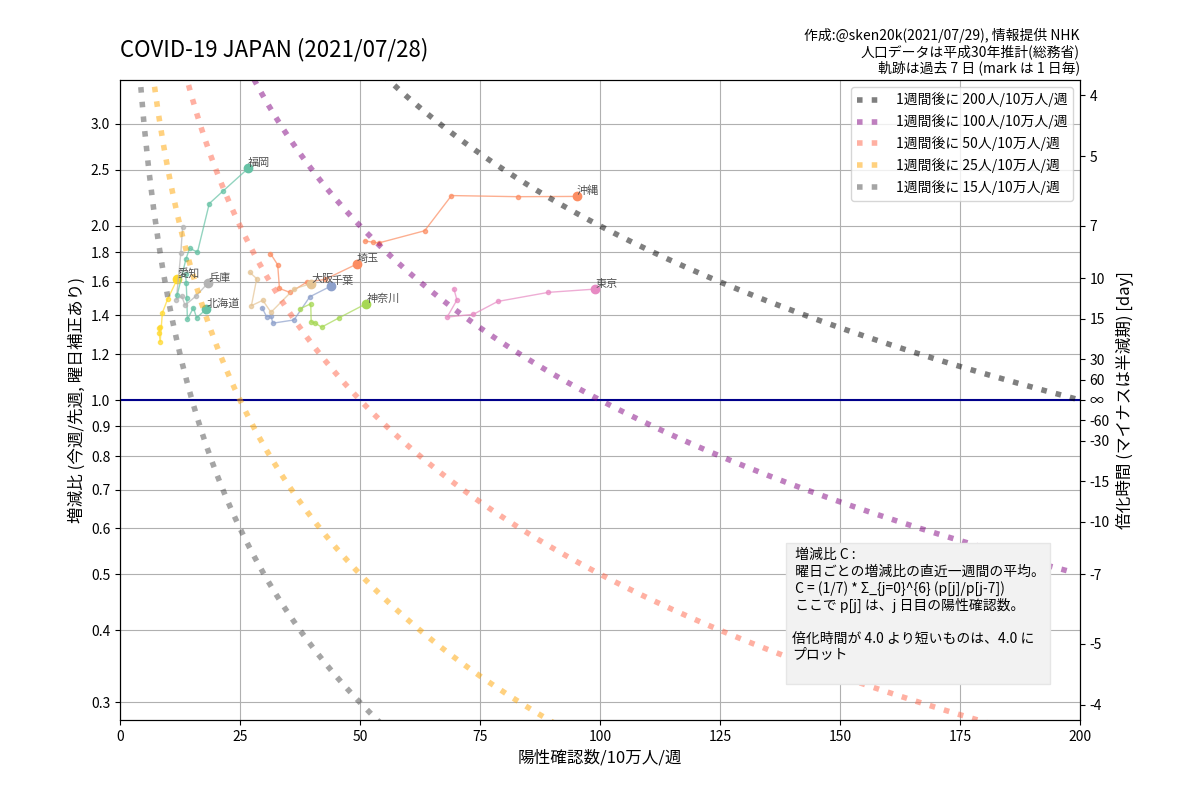 COVID-19 JAPAN (2021/07/28)
作成:@sken20k(2021/07/29), 情報提供 NHK
人口データは平成30年推計(総務省)
軌跡は過去 7 日 (mark は 1 日毎)
1週間後に 200人/10万人/週
1週間後に 100人/10万人/週
1週間後に 50人/10万人/週
1週間後に 25人/10万人/週
1週間後に 15人/10万人/週
増減比 (今週/先週, 曜日補正あり)
3.0
2.5
2.0
1.8
1.6
1.4
1.2
1.0
0.9
0.8
0.7
0.6
0.5
0.4
0.3
福岡
沖縄
埼玉
愛知
兵庫
大阪
千葉
東京
北海道
神奈川
4
5
7
10
15
30
60
∞
-60
-30
-15
-10
-7
-5
-4
倍化時間 (マイナスは半減期) [day]
増減比 C :
曜日ごとの増減比の直近一週間の平均。
C = (1/7) * Σ_{j=0}^{6} (p[j]/p[j-7])
ここで p[j] は、j 日目の陽性確認数。
倍化時間が 4.0 より短いものは、4.0 に
プロット
0 25 50 75 100 125 150 175 200
陽性確認数/10万人/週